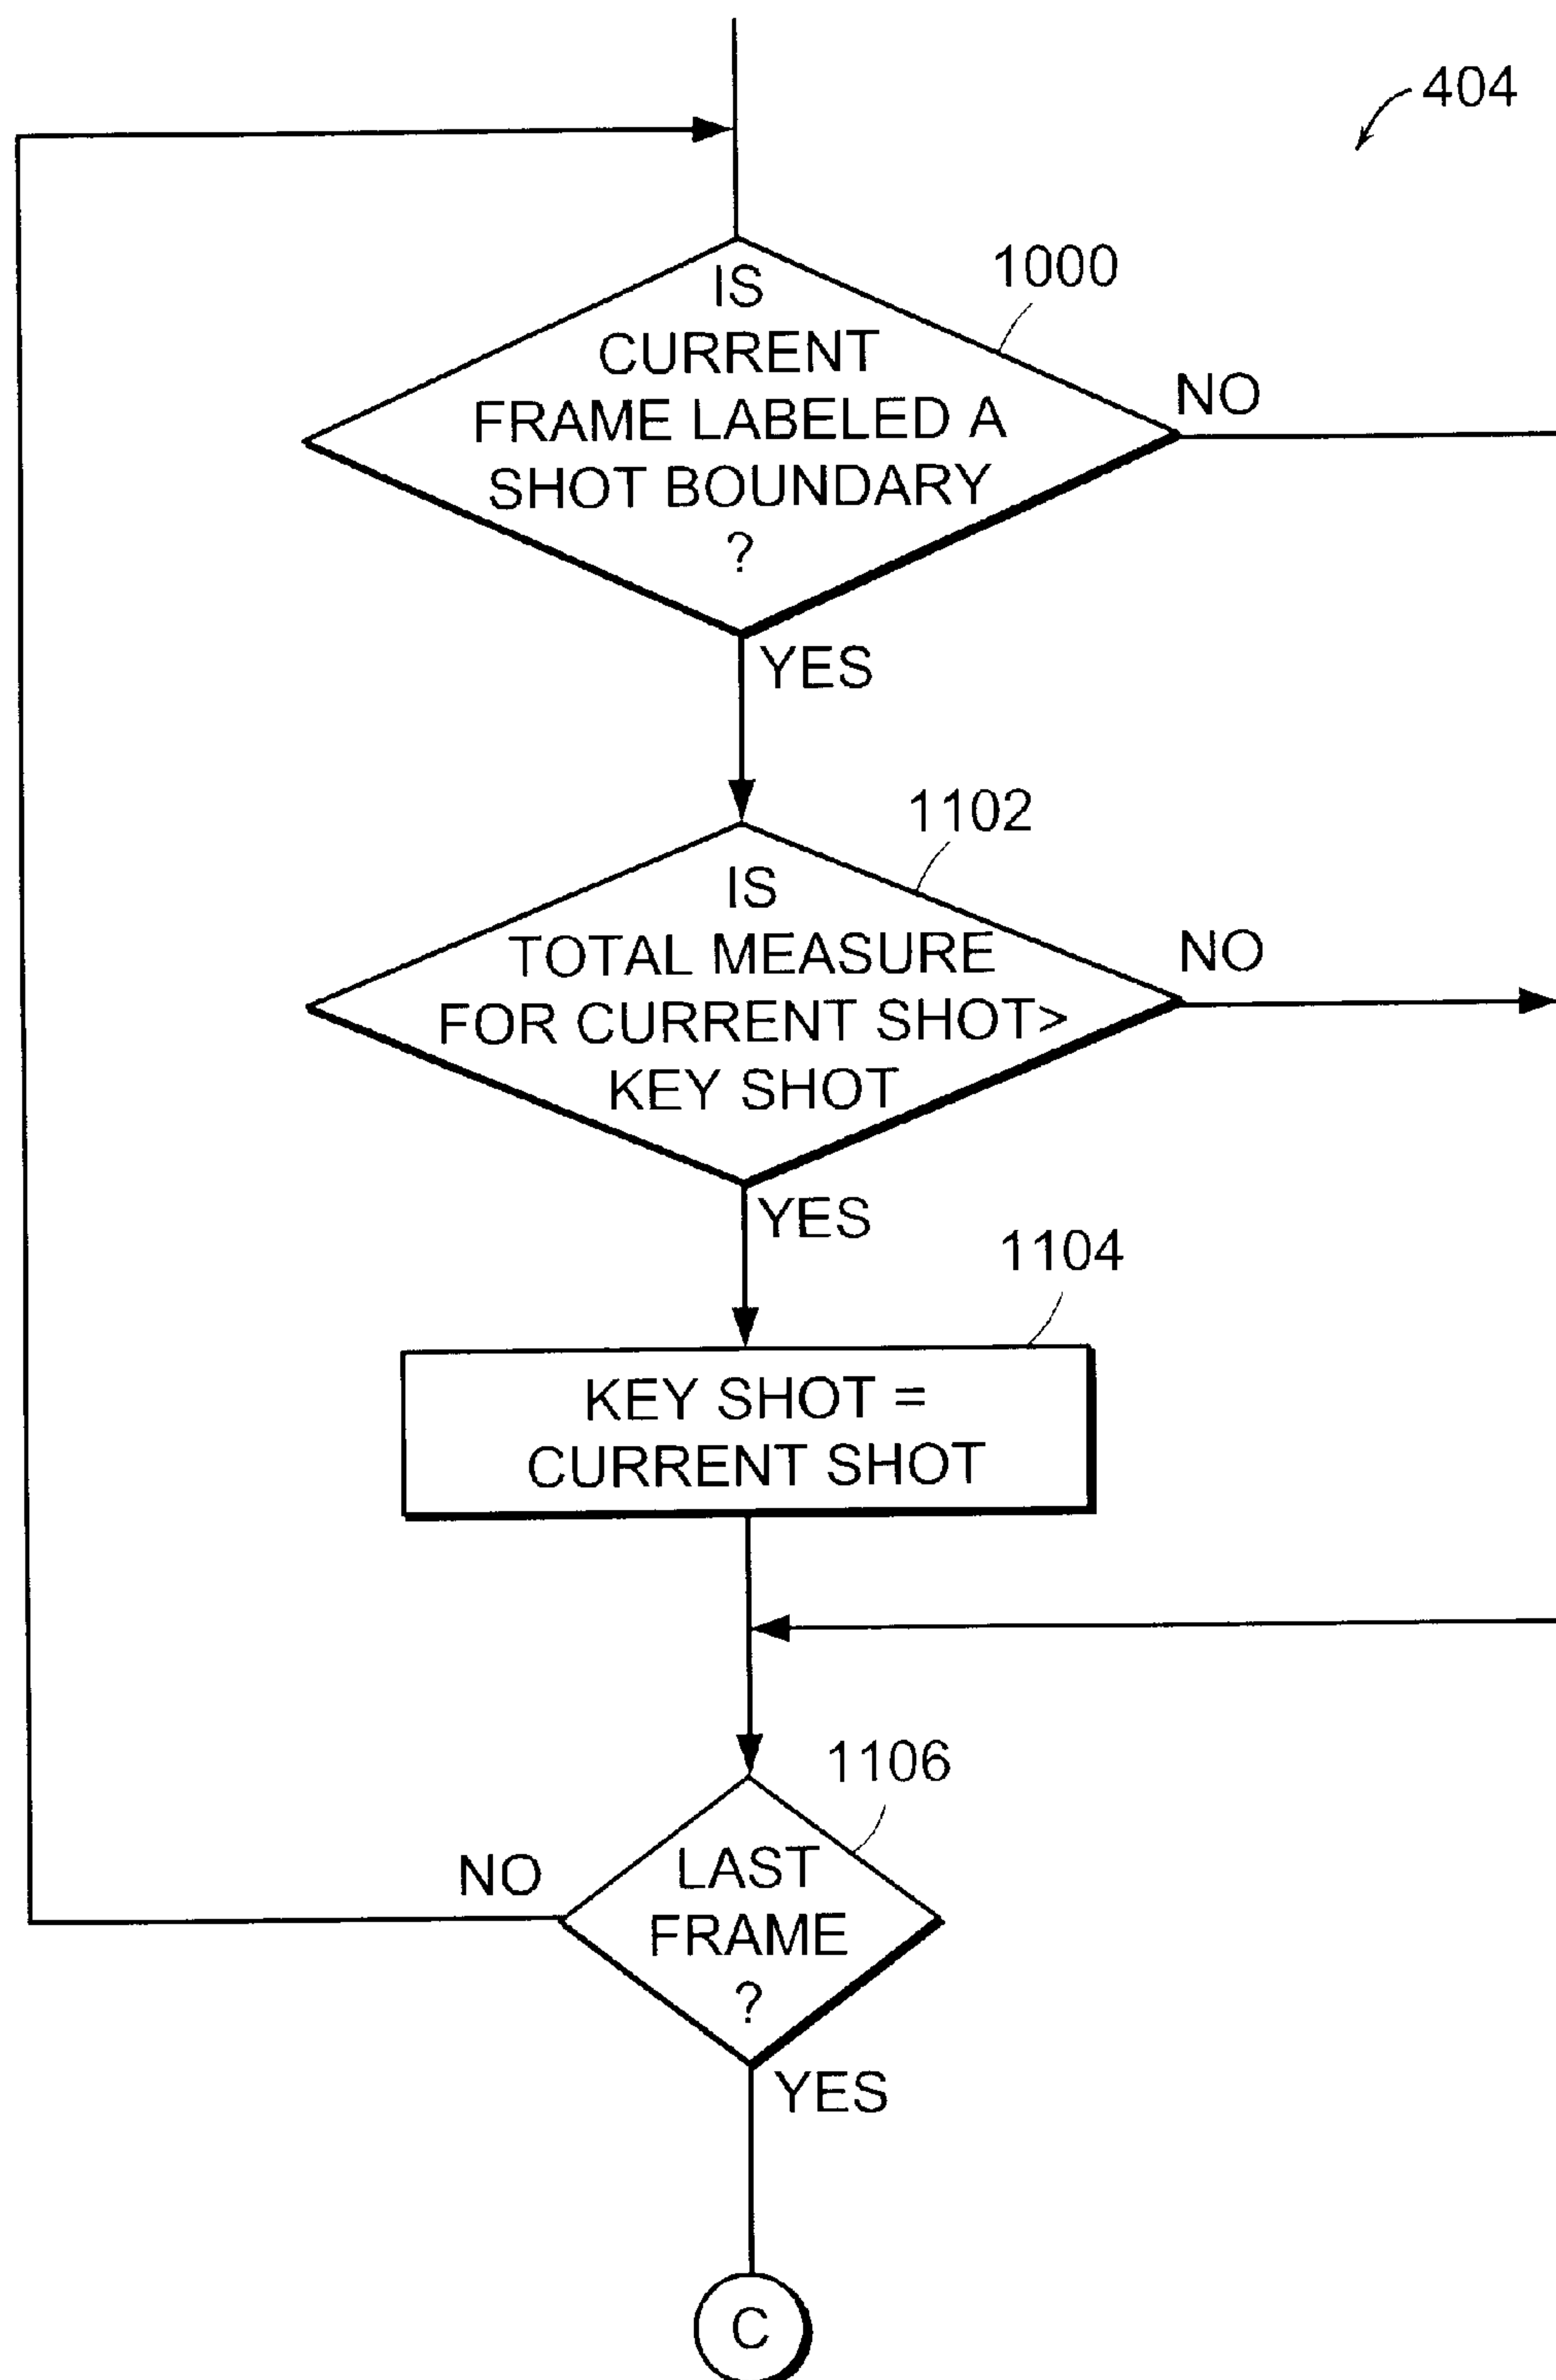 404
1000
IS
CURRENT
FRAME LABELED A
SHOT BOUNDARY
?
NO
YES
1102
IS
TOTAL MEASURE
FOR CURRENT SHOT>
KEY SHOT
NO
YES
1104
KEY SHOT =
CURRENT SHOT
1106
LAST
FRAME
?
NO
YES
C